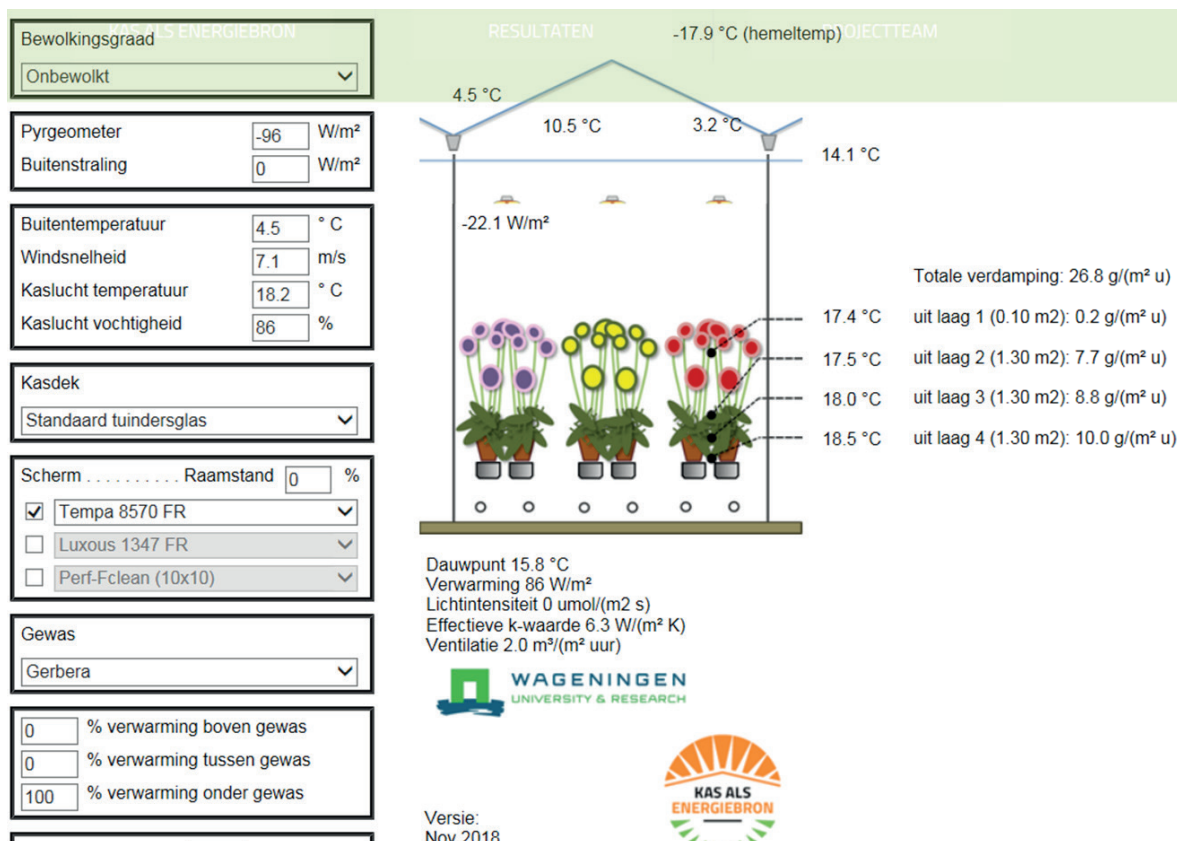 KAS ALS ENERGIEBRON
RESULTATEN
PROJECTTEAM
Bewolkingsgraad
Onbewolkt
Pyrgeometer -96 W/m²
Buitenstraling 0 W/m²
Buitentemperatuur 4.5 ° C
Windsnelheid 7.1 m/s
Kaslucht temperatuur 18.2 ° C
Kaslucht vochtigheid 86 %
Kasdek
Standaard tuindersglas
Scherm . . . . . . . . . . Raamstand 0 %
Tempa 8570 FR
Luxous 1347 FR
Perf-Fclean (10x10)
Gewas
Gerbera
0 % verwarming boven gewas
0 % verwarming tussen gewas
100 % verwarming onder gewas
-17.9 °C (hemeltemp)
4.5 °C
10.5 °C
3.2 °C
14.1 °C
-22.1 W/m²
Totale verdamping: 26.8 g/(m² u)
17.4 °C uit laag 1 (0.10 m2): 0.2 g/(m² u)
17.5 °C uit laag 2 (1.30 m2): 7.7 g/(m² u)
18.0 °C uit laag 3 (1.30 m2): 8.8 g/(m² u)
18.5 °C uit laag 4 (1.30 m2): 10.0 g/(m² u)
Dauwpunt 15.8 °C
Verwarming 86 W/m²
Lichtintensiteit 0 umol/(m2 s)
Effectieve k-waarde 6.3 W/(m² K)
Ventilatie 2.0 m³/(m² uur)
WAGENINGEN
UNIVERSITY & RESEARCH
KAS ALS
ENERGIEBRON
Versie:
Nov 2018